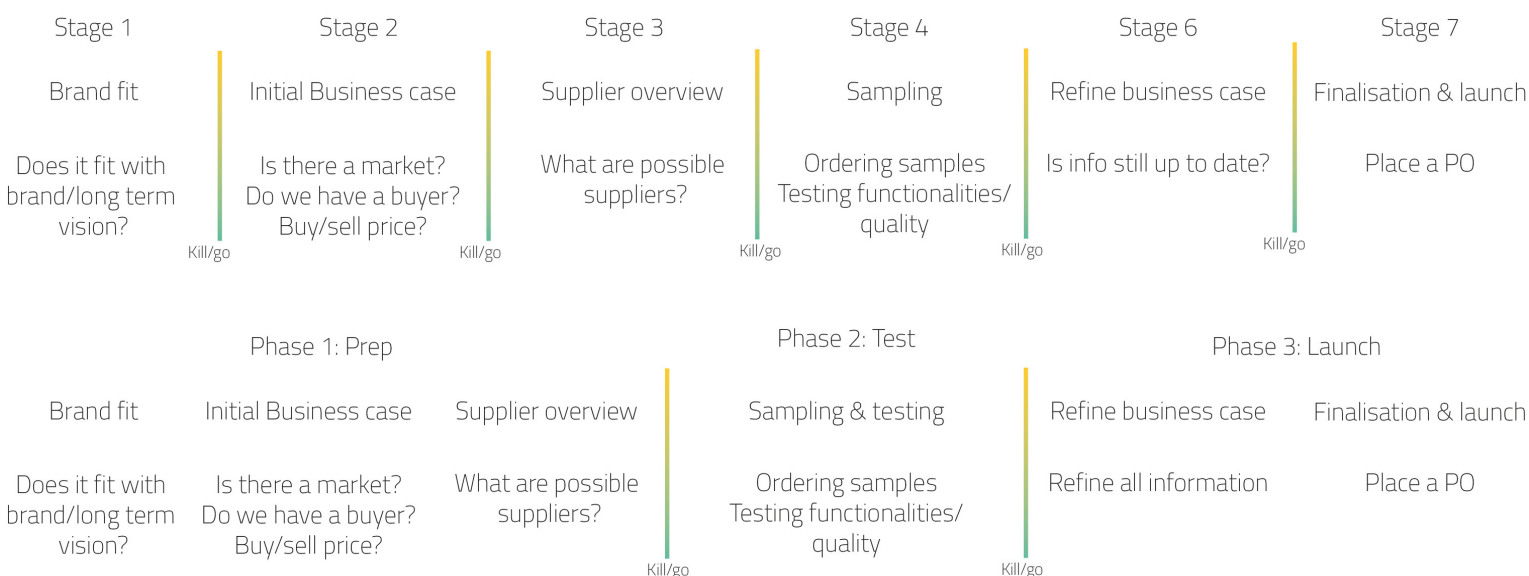 Stage 1
Stage 2
Stage 3
Stage 4
Stage 6
Stage 7
Brand fit
Initial Business case
Supplier overview
Sampling
Refine business case
Finalisation & launch
Does it fit with
brand/long term
vision?
Is there a market?
Do we have a buyer?
Buy/sell price?
What are possible
suppliers?
Ordering samples
Testing functionalities/
quality
Is info still up to date?
Place a PO
Kill/go
Kill/go
Kill/go
Kill/go
Kill/go
Phase 1: Prep
Phase 2: Test
Phase 3: Launch
Brand fit
Initial Business case
Supplier overview
Sampling & testing
Refine business case
Finalisation & launch
Does it fit with
brand/long term
vision?
Is there a market?
Do we have a buyer?
Buy/sell price?
What are possible
suppliers?
Ordering samples
Testing functionalities/
quality
Refine all information
Place a PO
Kill/go
Kill/go